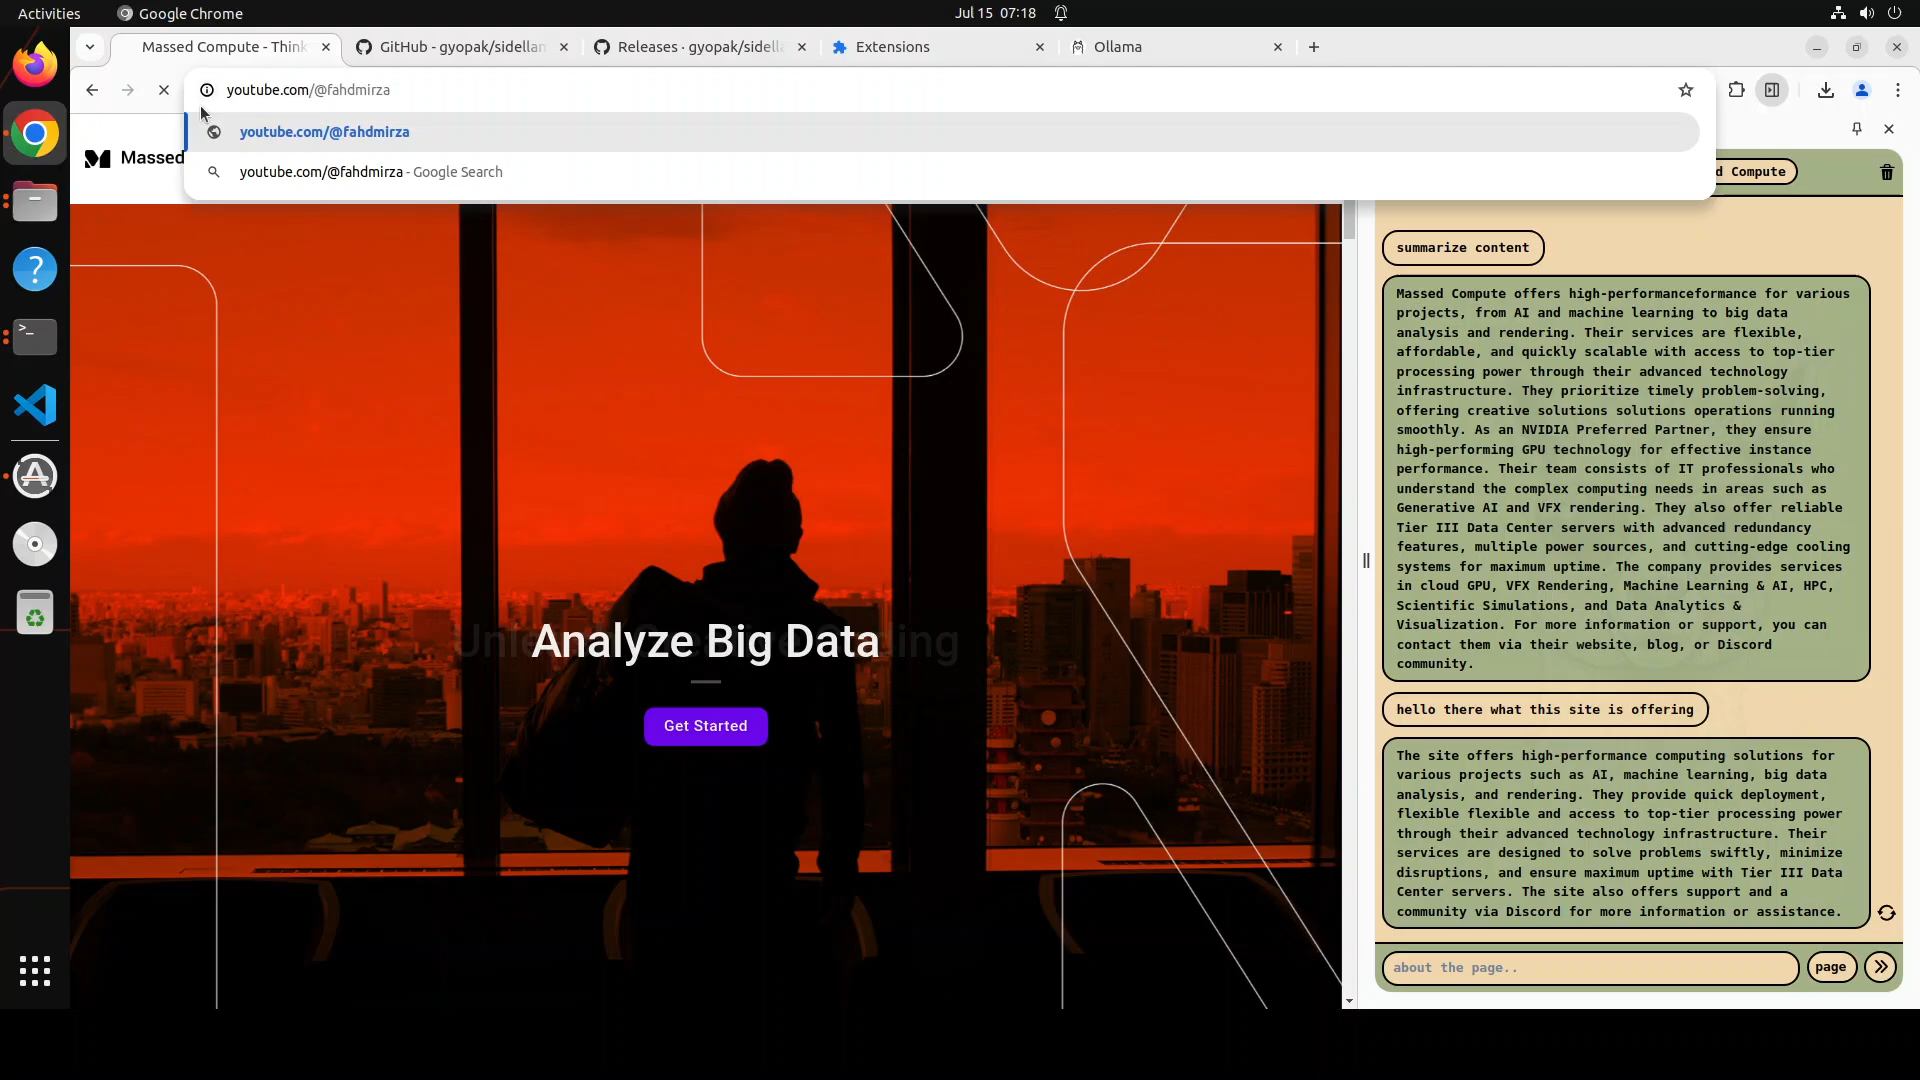 Activities
Google Chrome
Jul 15 07:18
Massed Compute - Think
GitHub - gyopak/sidellam
Releases · gyopak/sidella
Extensions
Ollama
youtube.com/@fahdmirza
youtube.com/@fahdmirza
youtube.com/@fahdmirza - Google Search
Massed
d Compute
summarize content
Massed Compute offers high-performanceformance for various
projects, from AI and machine learning to big data
analysis and rendering. Their services are flexible,
affordable, and quickly scalable with access to top-tier
processing power through their advanced technology
infrastructure. They prioritize timely problem-solving,
offering creative solutions solutions operations running
smoothly. As an NVIDIA Preferred Partner, they ensure
high-performing GPU technology for effective instance
performance. Their team consists of IT professionals who
understand the complex computing needs in areas such as
Generative AI and VFX rendering. They also offer reliable
Tier III Data Center servers with advanced redundancy
features, multiple power sources, and cutting-edge cooling
systems for maximum uptime. The company provides services
in cloud GPU, VFX Rendering, Machine Learning & AI, HPC,
Scientific Simulations, and Data Analytics &
Visualization. For more information or support, you can
contact them via their website, blog, or Discord
community.
hello there what this site is offering
The site offers high-performance computing solutions for
various projects such as AI, machine learning, big data
analysis, and rendering. They provide quick deployment,
flexible flexible and access to top-tier processing power
through their advanced technology infrastructure. Their
services are designed to solve problems swiftly, minimize
disruptions, and ensure maximum uptime with Tier III Data
Center servers. The site also offers support and a
community via Discord for more information or assistance.
about the page..
page
Analyze Big Data
Get Started